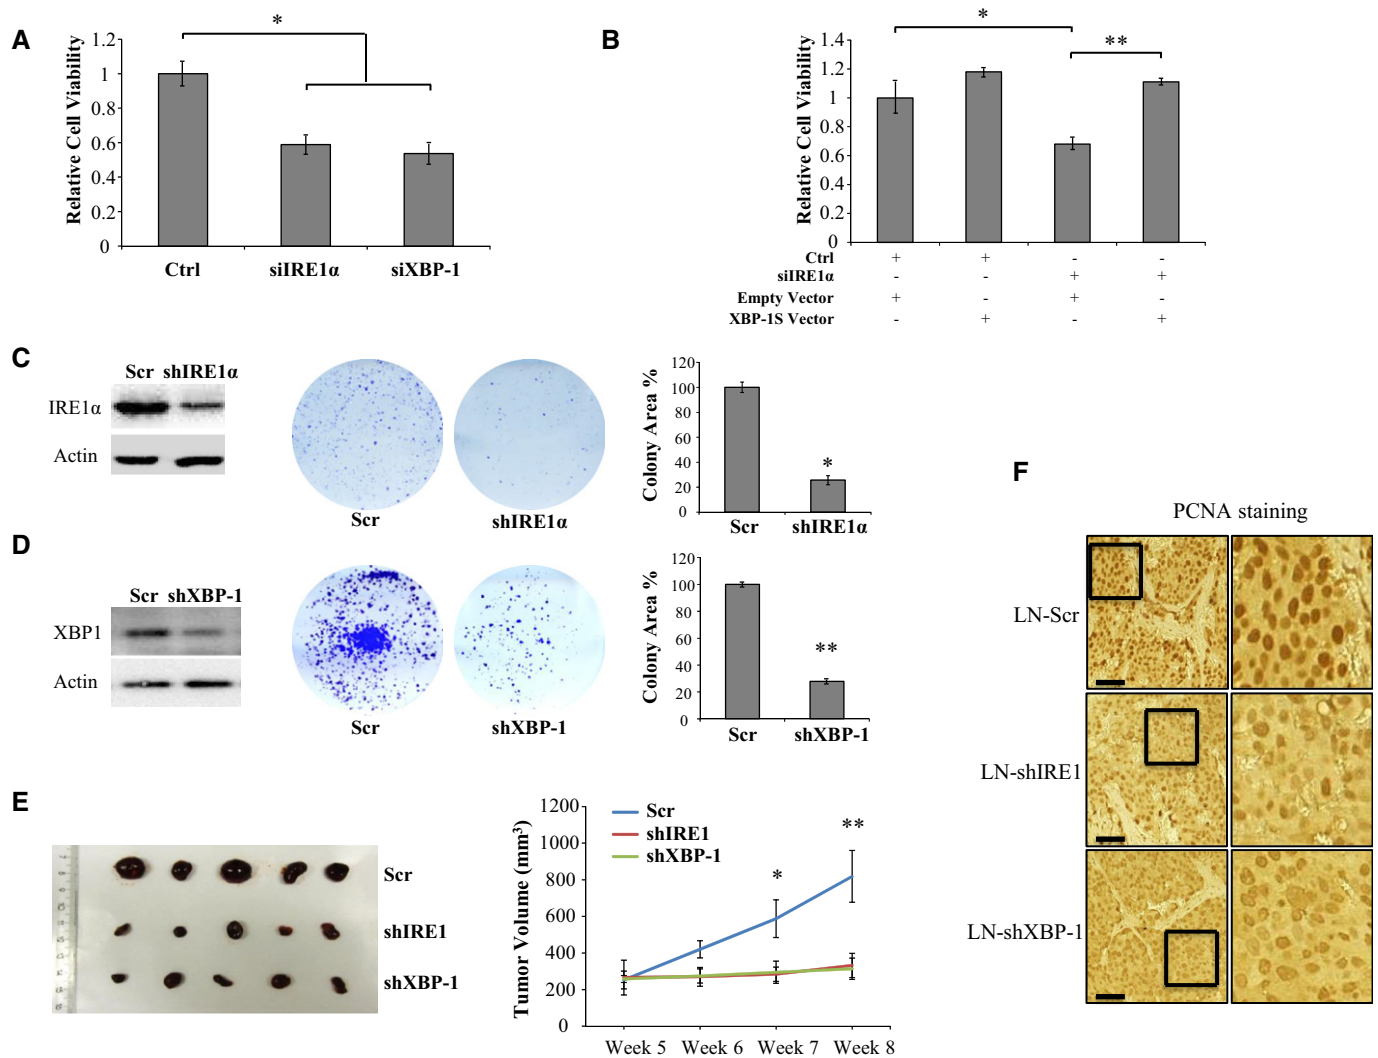 A
Relative Cell Viability
1.2
1
0.8
0.6
0.4
0.2
0
*
Ctrl
siIRE1α
siXBP-1
B
Relative Cell Viability
1.4
1.2
1
0.8
0.6
0.4
0.2
0
*
**
Ctrl + + - -
siIRE1α - - + +
Empty Vector + - + -
XBP-1S Vector - + - +
C
Scr shIRE1α
IRE1α
Actin
Scr
shIRE1α
Colony Area %
120
100
80
60
40
20
0
*
Scr
shIRE1α
D
Scr shXBP-1
XBP1
Actin
Scr
shXBP-1
Colony Area %
120
100
80
60
40
20
0
**
Scr
shXBP-1
E
Scr
shIRE1
shXBP-1
Tumor Volume (mm³)
1200
1000
800
600
400
200
0
Scr
shIRE1
shXBP-1
*
**
Week 5
Week 6
Week 7
Week 8
F
PCNA staining
LN-Scr
LN-shIRE1
LN-shXBP-1